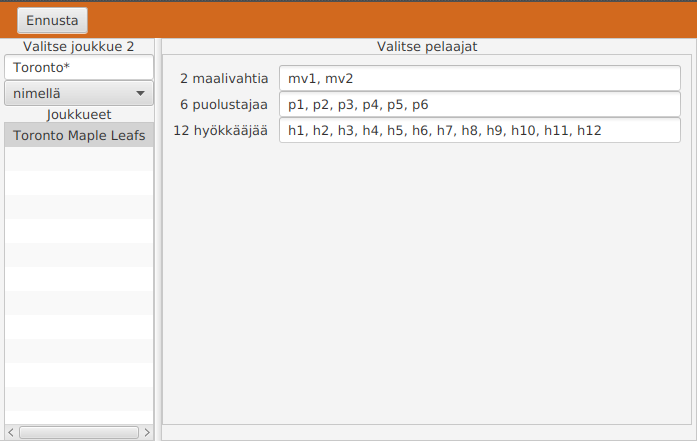 Ennusta
Valitse joukkue 2
Toronto*
nimellä
Joukkueet
Toronto Maple Leafs
Valitse pelaajat
2 maalivahtia mv1, mv2
6 puolustajaa p1, p2, p3, p4, p5, p6
12 hyökkääjää h1, h2, h3, h4, h5, h6, h7, h8, h9, h10, h11, h12